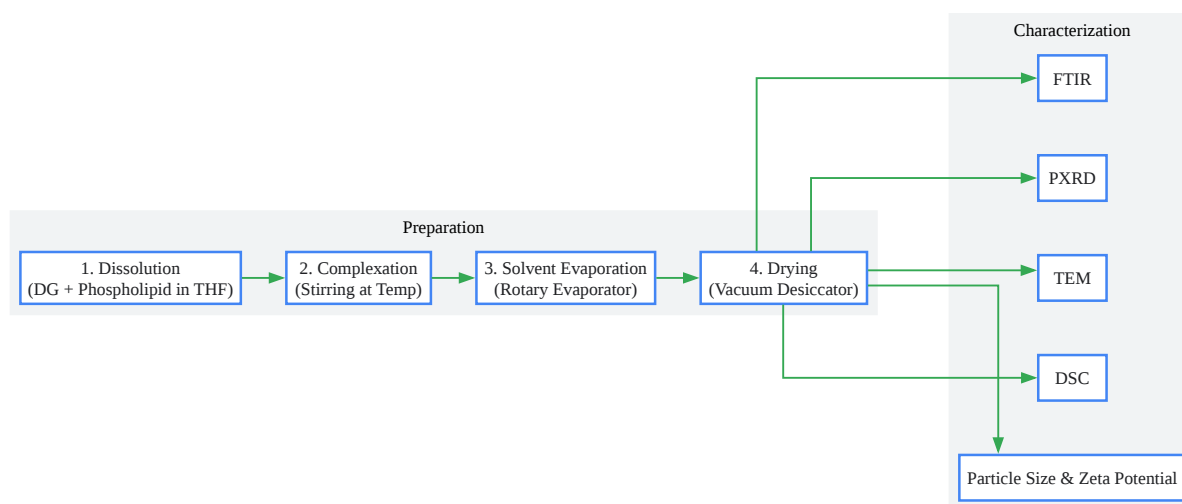 Preparation
1. Dissolution
(DG + Phospholipid in THF)
2. Complexation
(Stirring at Temp)
3. Solvent Evaporation
(Rotary Evaporator)
4. Drying
(Vacuum Desiccator)
Characterization
FTIR
PXRD
TEM
DSC
Particle Size & Zeta Potential